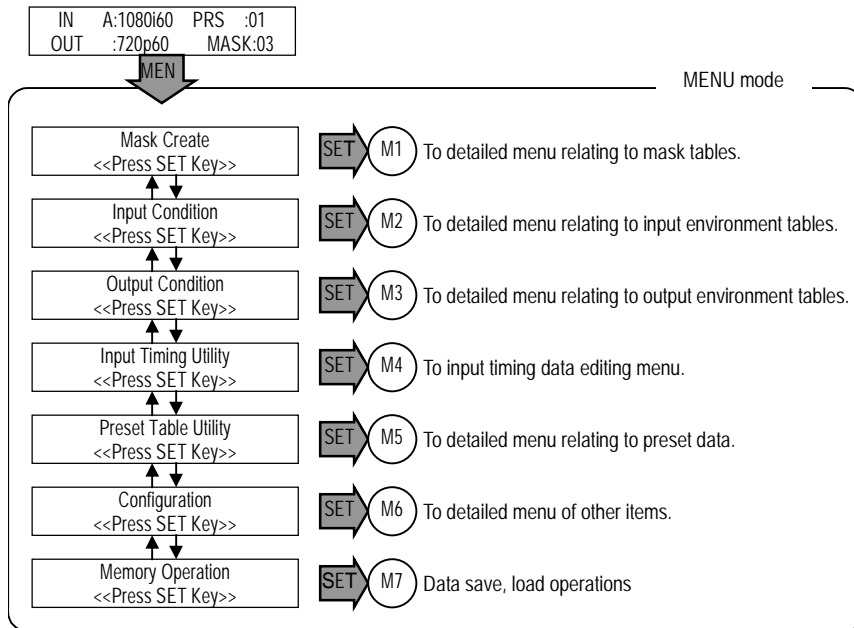 IN A:1080i60 PRS :01
OUT :720p60 MASK:03
MEN
MENU mode
Mask Create
<<Press SET Key>>
SET M1 To detailed menu relating to mask tables.
Input Condition
<<Press SET Key>>
SET M2 To detailed menu relating to input environment tables.
Output Condition
<<Press SET Key>>
SET M3 To detailed menu relating to output environment tables.
Input Timing Utility
<<Press SET Key>>
SET M4 To input timing data editing menu.
Preset Table Utility
<<Press SET Key>>
SET M5 To detailed menu relating to preset data.
Configuration
<<Press SET Key>>
SET M6 To detailed menu of other items.
Memory Operation
<<Press SET Key>>
SET M7 Data save, load operations